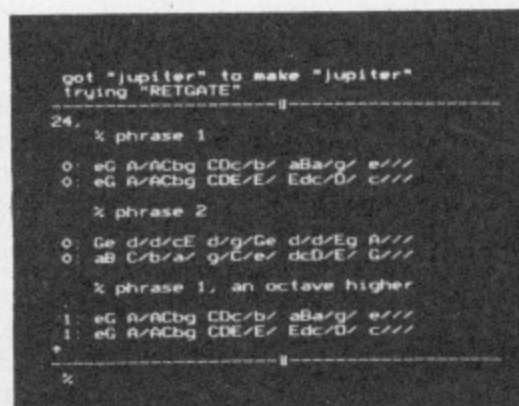 got "jupiter" to make "jupiter"
trying "RETGATE"
24,
% phrase 1
0: eG A/ACbg CDc/b/ aBa/g/ e///
0: eG A/ACbg CDE/E/ Edc/D/ c///
% phrase 2
0: Ge d/d/cE d/g/Ge d/d/Eg A///
0: aB C/b/a/ g/C/e/ dcD/E/ G///
% phrase 1, an octave higher
1: eG A/ACbg CDc/b/ aBa/g/ e///
1: eG A/ACbg CDE/E/ Edc/D/ c///
+
%